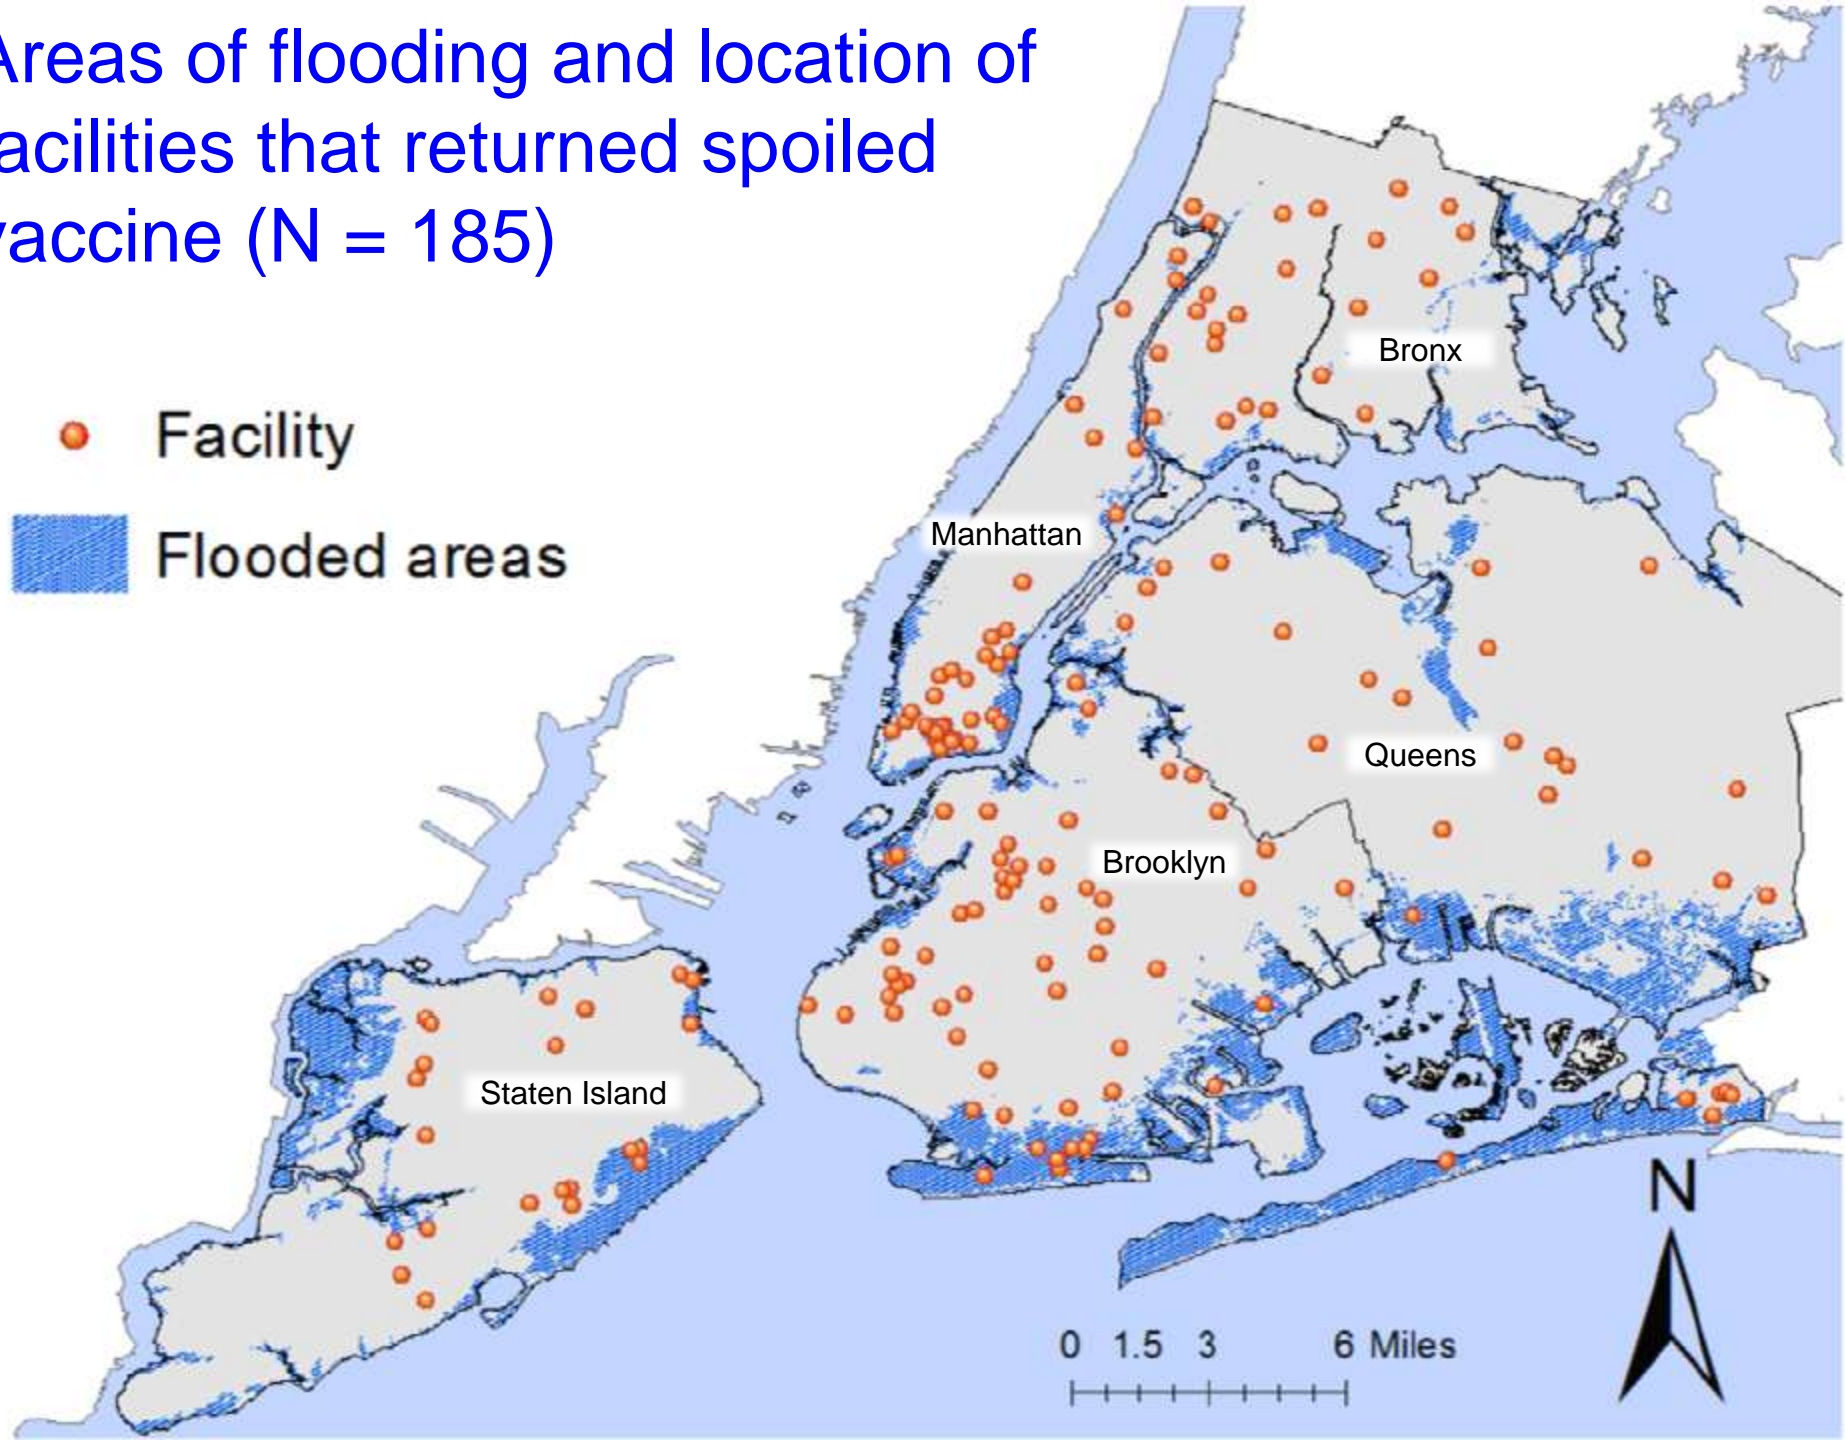 Areas of flooding and location of
acilities that returned spoiled
vaccine (N = 185)
Facility
Flooded areas
Bronx
Manhattan
Queens
Brooklyn
Staten Island
N
0 1.5 3 6 Miles